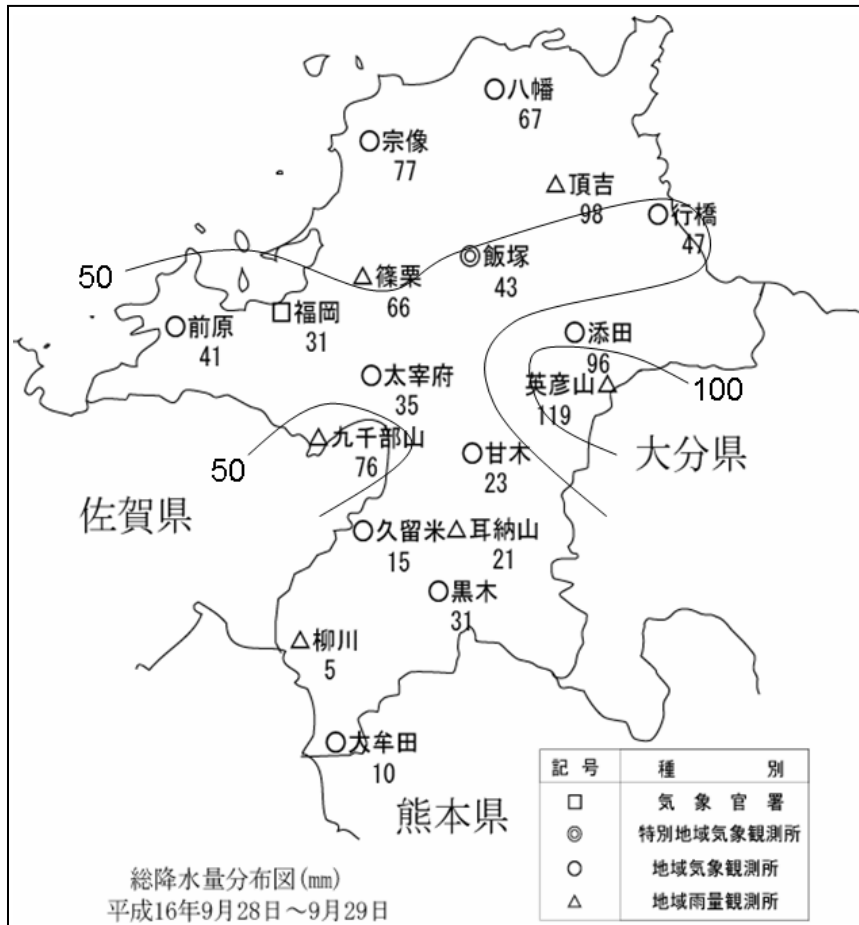 八幡
67
宗像
77
頂吉
98
行橋
47
飯塚
43
50
篠栗
66
福岡
31
前原
41
添田
96
太宰府
35
英彦山
119
100
九千部山
76
50
甘木
23
大分県
佐賀県
久留米
15
耳納山
21
黒木
31
柳川
5
大牟田
10
熊本県
記号 種別
□ 気象官署
◎ 特別地域気象観測所
○ 地域気象観測所
△ 地域雨量観測所
総降水量分布図(mm)
平成16年9月28日~9月29日